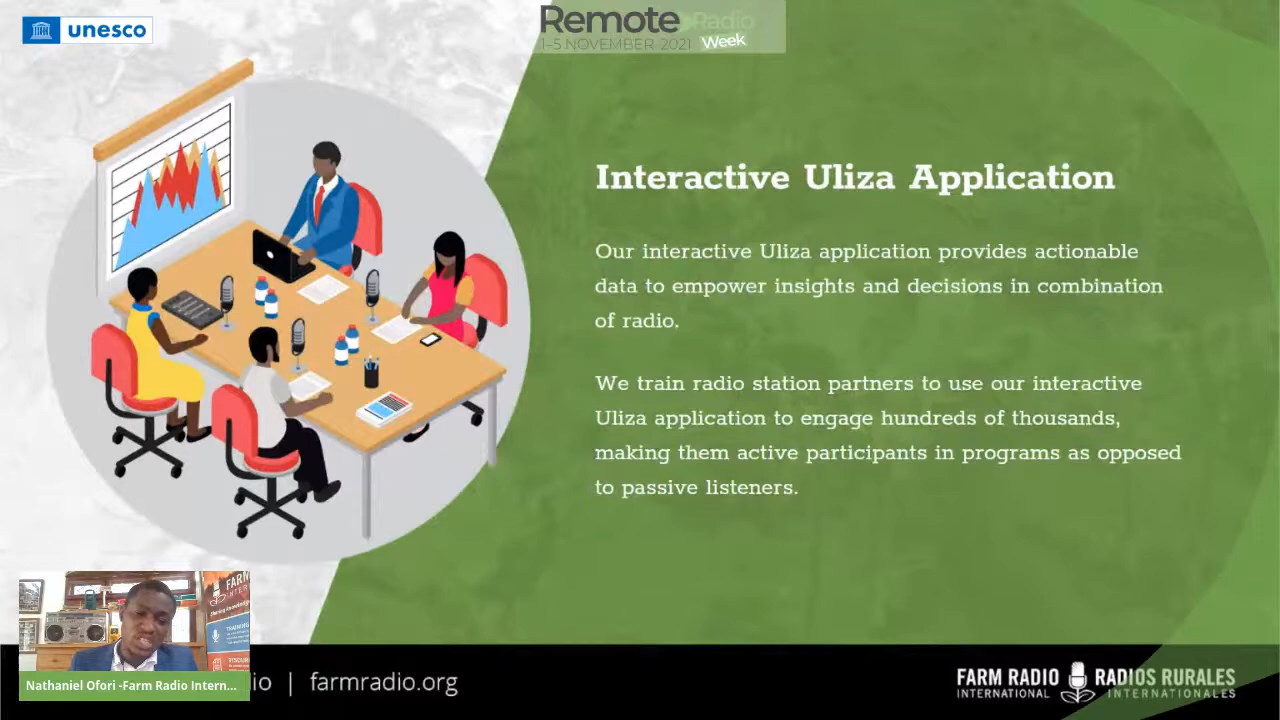 unesco
Remote Radio
1-5 NOVEMBER 2021 Week
Interactive Uliza Application
Our interactive Uliza application provides actionable
data to empower insights and decisions in combination
of radio.
We train radio station partners to use our interactive
Uliza application to engage hundreds of thousands,
making them active participants in programs as opposed
to passive listeners.
FARM
TRAINING
Nathaniel Ofori -Farm Radio Intern...
io | farmradio.org
FARM RADIO RADIOS RURALES
INTERNATIONAL INTERNATIONALES